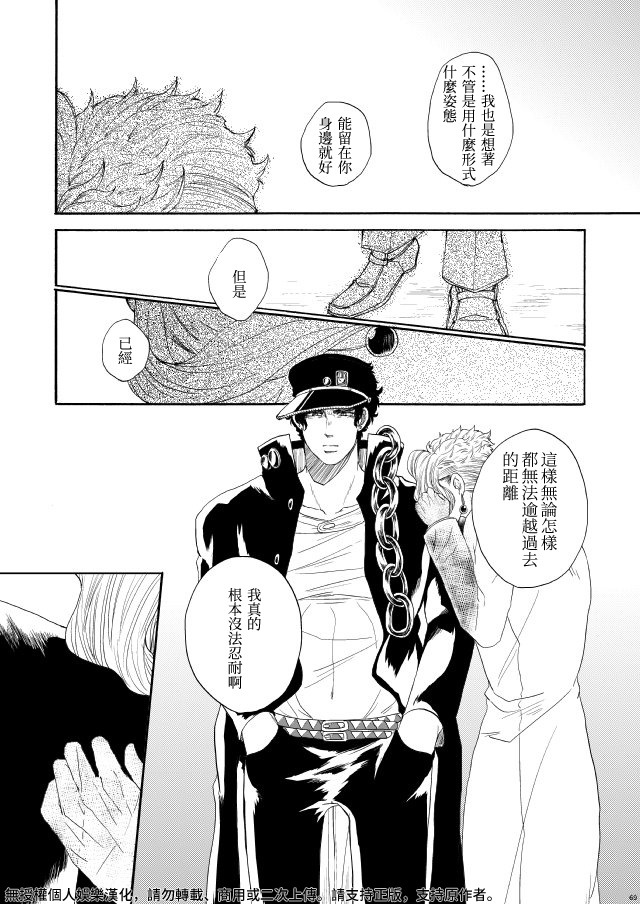 ……我也是想著
不管是用什麼形式
什麼姿態
能留在你
身邊就好
但是
已經
這樣無論怎樣
都無法逾越過去
的距離
我真的
根本沒法忍耐啊
無授權個人娛樂漢化，請勿轉載、商用或二次上傳。請支持正版，支持原作者。
69